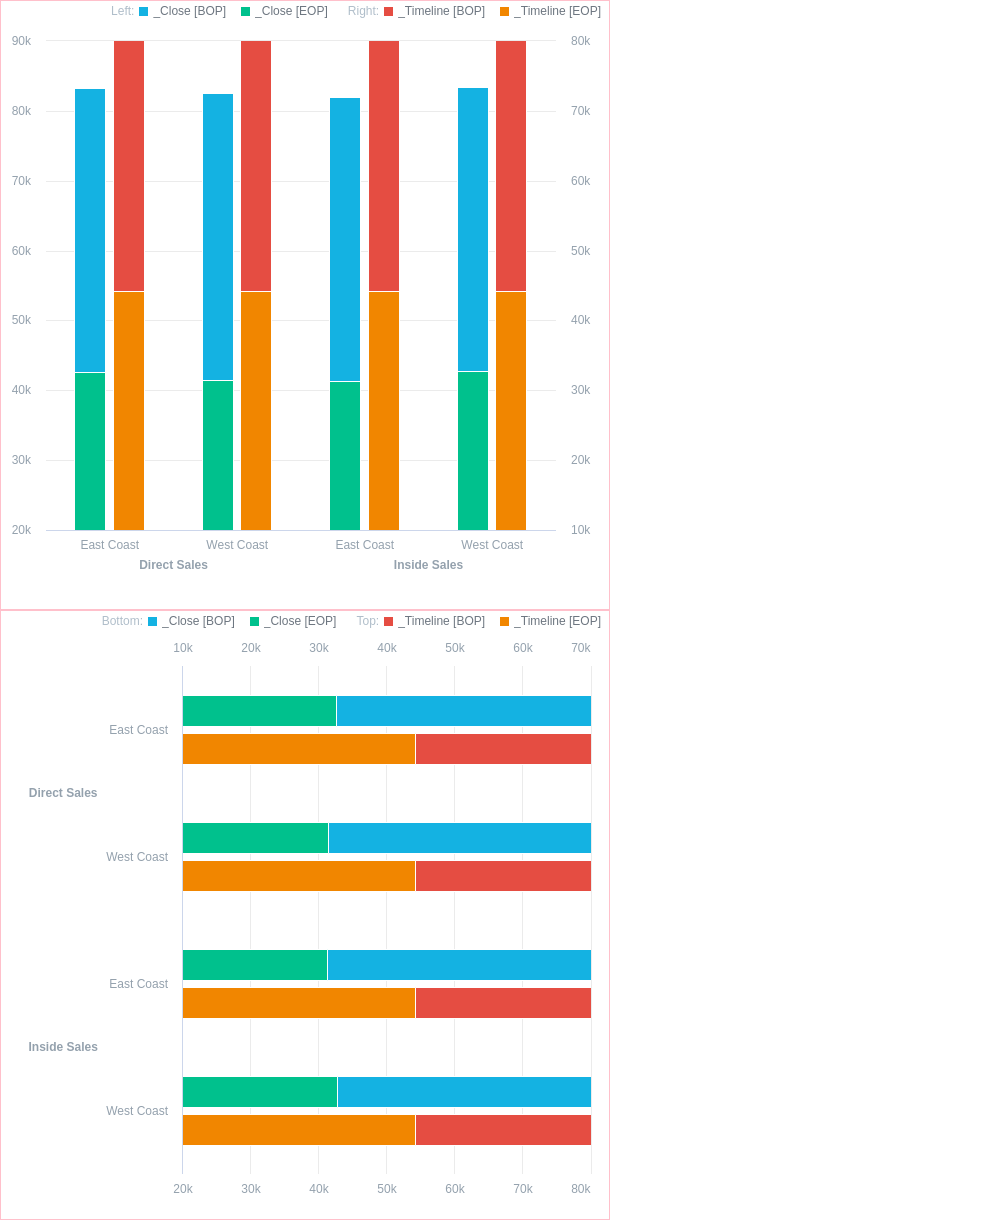 Left: _Close [BOP] _Close [EOP] Right: _Timeline [BOP] _Timeline [EOP]
90k 80k
80k 70k
70k 60k
60k 50k
50k 40k
40k 30k
30k 20k
20k 10k
East Coast West Coast East Coast West Coast
Direct Sales Inside Sales
Bottom: _Close [BOP] _Close [EOP] Top: _Timeline [BOP] _Timeline [EOP]
10k 20k 30k 40k 50k 60k 70k
East Coast
Direct Sales
West Coast
East Coast
Inside Sales
West Coast
20k 30k 40k 50k 60k 70k 80k